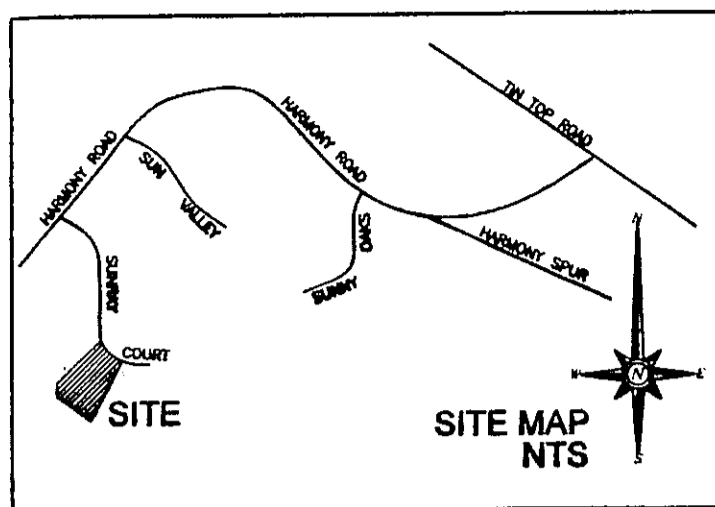 TIN TOP ROAD
HARMONY ROAD
HARMONY ROAD
SUN
VALLEY
SUNNY
OAKS
HARMONY SPUR
COURT
SITE
N
N
W
E
S
SITE MAP
NTS